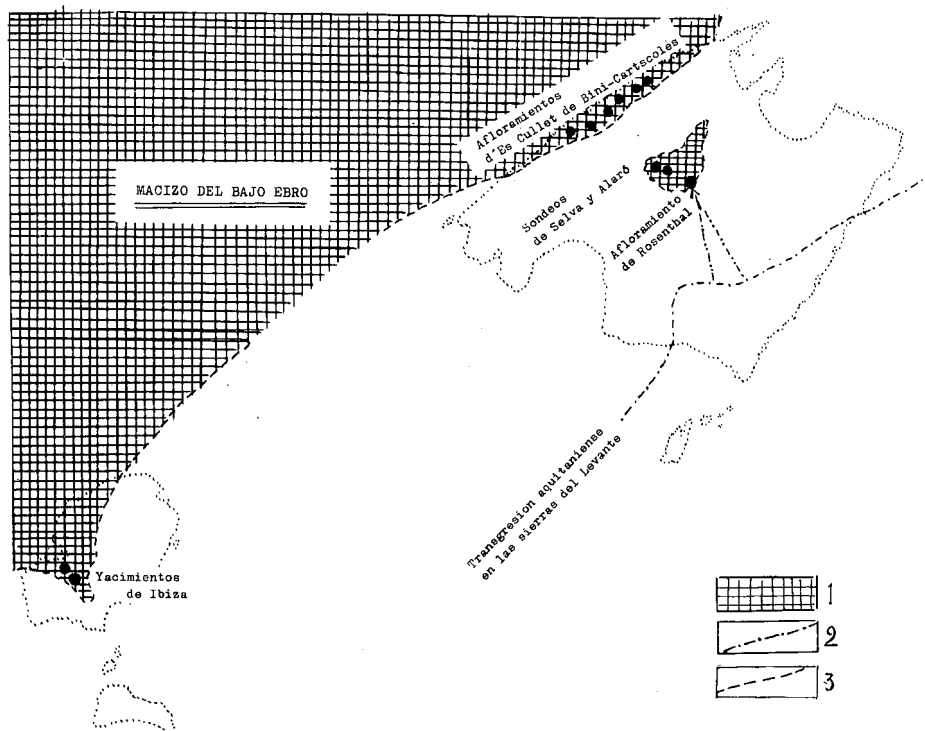 Afloramientos
d'Es Cullet de Bini-Cartscoles
MACIZO DEL BAJO EBRO
Sondeos
de Selva y Alaró
Afloramiento
de Rosenthal
Transgresion aquitaniense
en las sierras del Levante
Yacimientos
de Ibiza
1
2
3